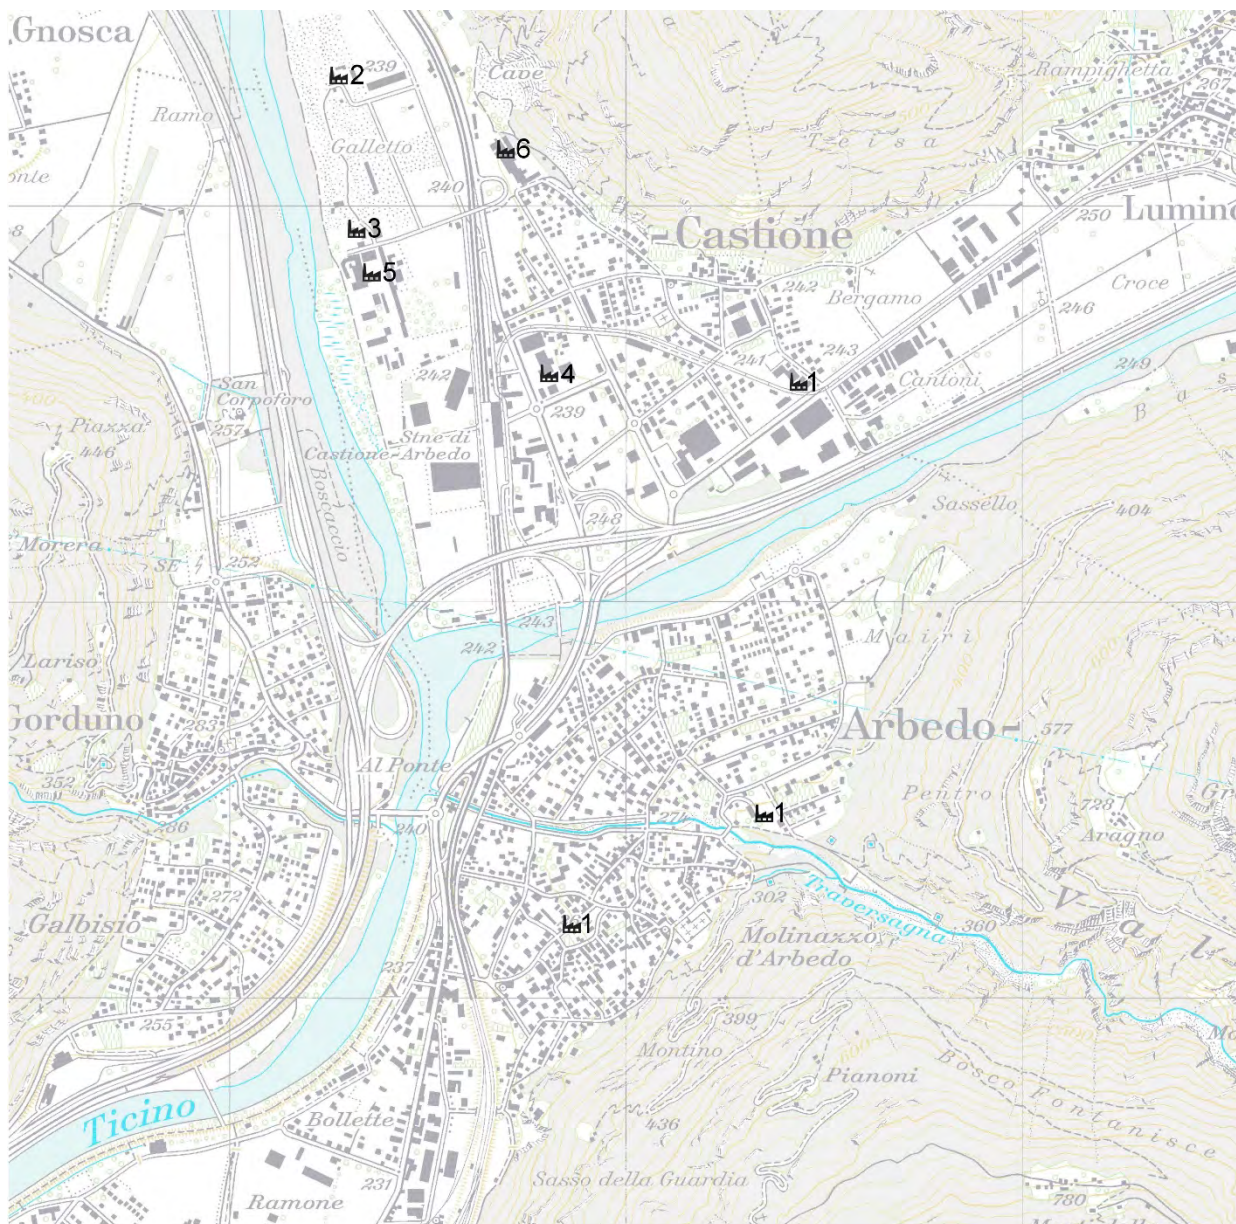 Gnosca
Cave
Rampighetta
267
2
239
Ramo
Galletto
6
Teisa
240
3
-Castione
250
Lumino
5
242
Bergamo
Croce
246
San
Corpoforo
257
242
4
241
243
1
Cantoni
249
Piazza
446
239
Stne di
Castione-Arbedo
Boscaccio
248
Sassello
404
Morera
SE
252
243
242
Mairi
Lariso
Gorduno
283
Arbedo-
577
Al Ponte
352
286
240
274
1
Pentro
728
Aragno
272
Galbisio
1
302
Traversagna
360
Val
Molinazzo
d'Arbedo
237
255
399
Montino
Pianoni
Bosco Fontanisce
Ticino
Bollette
436
Sasso della Guardia
Ramone
231
780